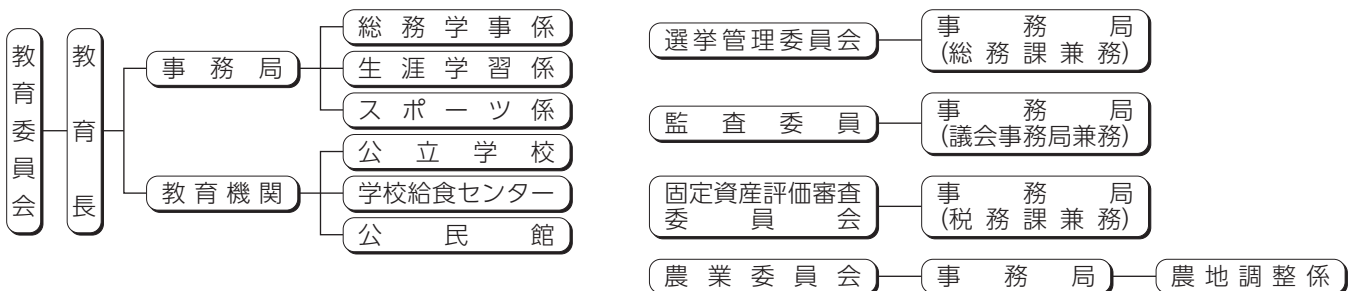 教育委員会
教育長
事務局
総務学事係
生涯学習係
スポーツ係
教育機関
公立学校
学校給食センター
公民館
選挙管理委員会
事務局
(総務課兼務)
監査委員
事務局
(議会事務局兼務)
固定資産評価審査
委員会
事務局
(税務課兼務)
農業委員会
事務局
農地調整係